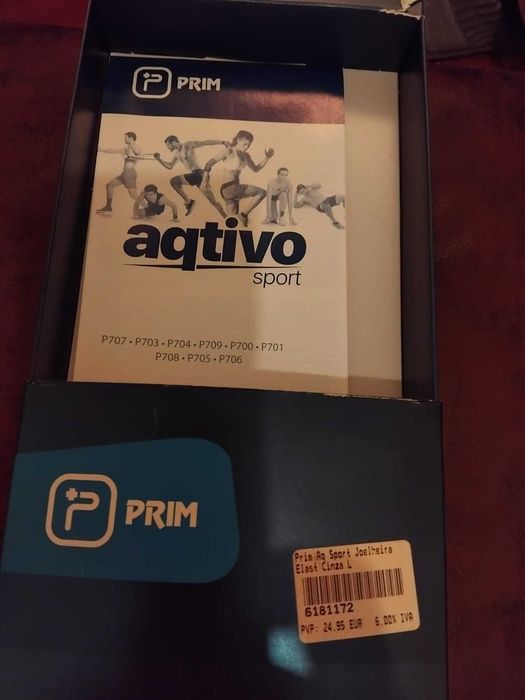 PRIM
aqtivo
sport
P707 • P703 • P704 • P709 • P700 • P701
P708 • P705 • P706
PRIM
Prim Aq Sport Joelheira
Elast Cinza L
6181172
PVP: 24.95 EUR 6.00% IVA